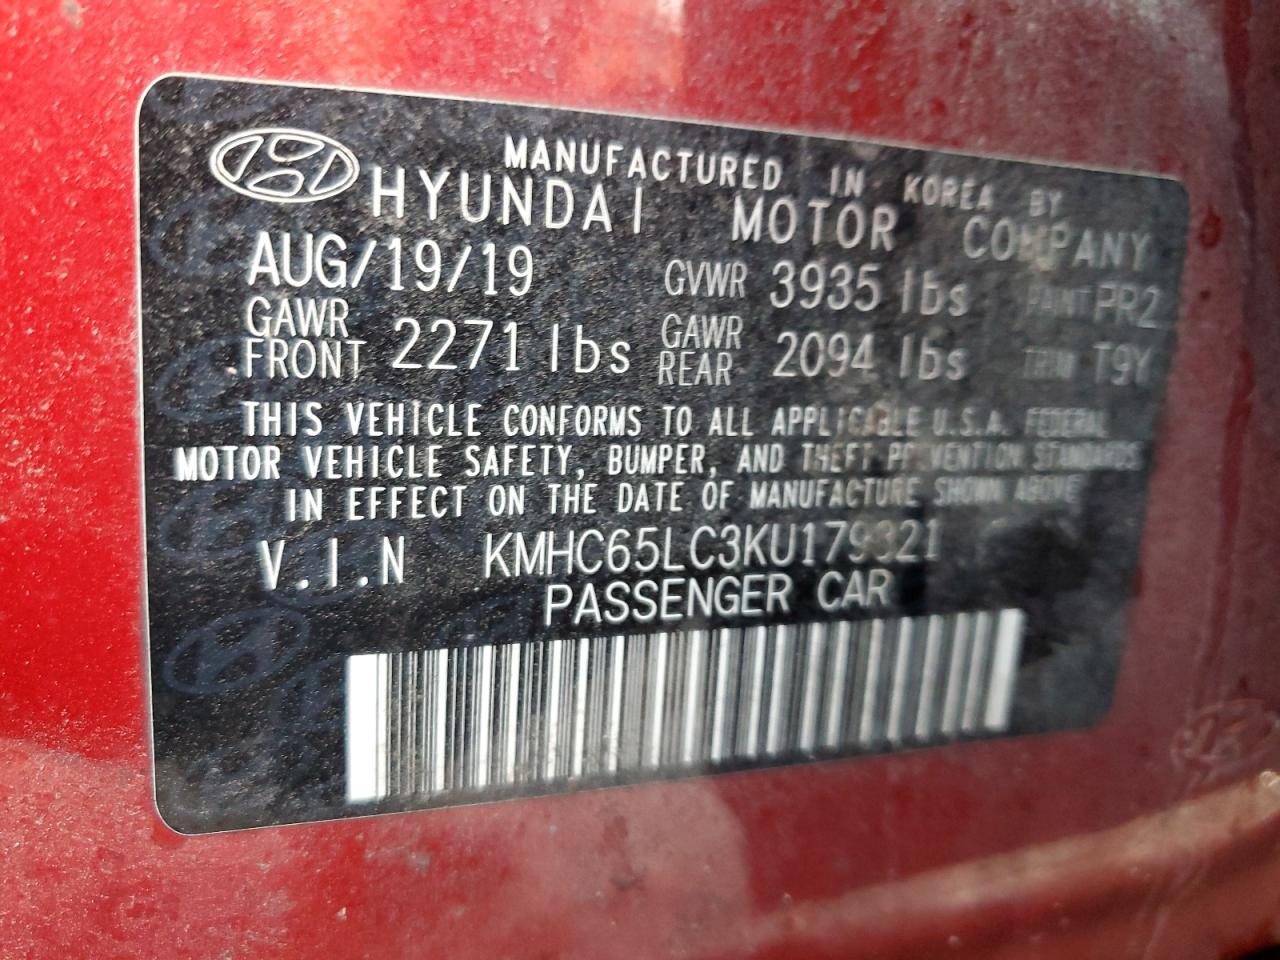 MANUFACTURED IN KOREA BY
HYUNDAI MOTOR COMPANY
AUG/19/19 GVWR 3935 lbs PAINT PR2
GAWR FRONT 2271 lbs GAWR REAR 2094 lbs TRIM T9Y
THIS VEHICLE CONFORMS TO ALL APPLICABLE U.S.A. FEDERAL
MOTOR VEHICLE SAFETY, BUMPER, AND THEFT PREVENTION STANDARDS
IN EFFECT ON THE DATE OF MANUFACTURE SHOWN ABOVE
V.I.N KMHC65LC3KU179321
PASSENGER CAR